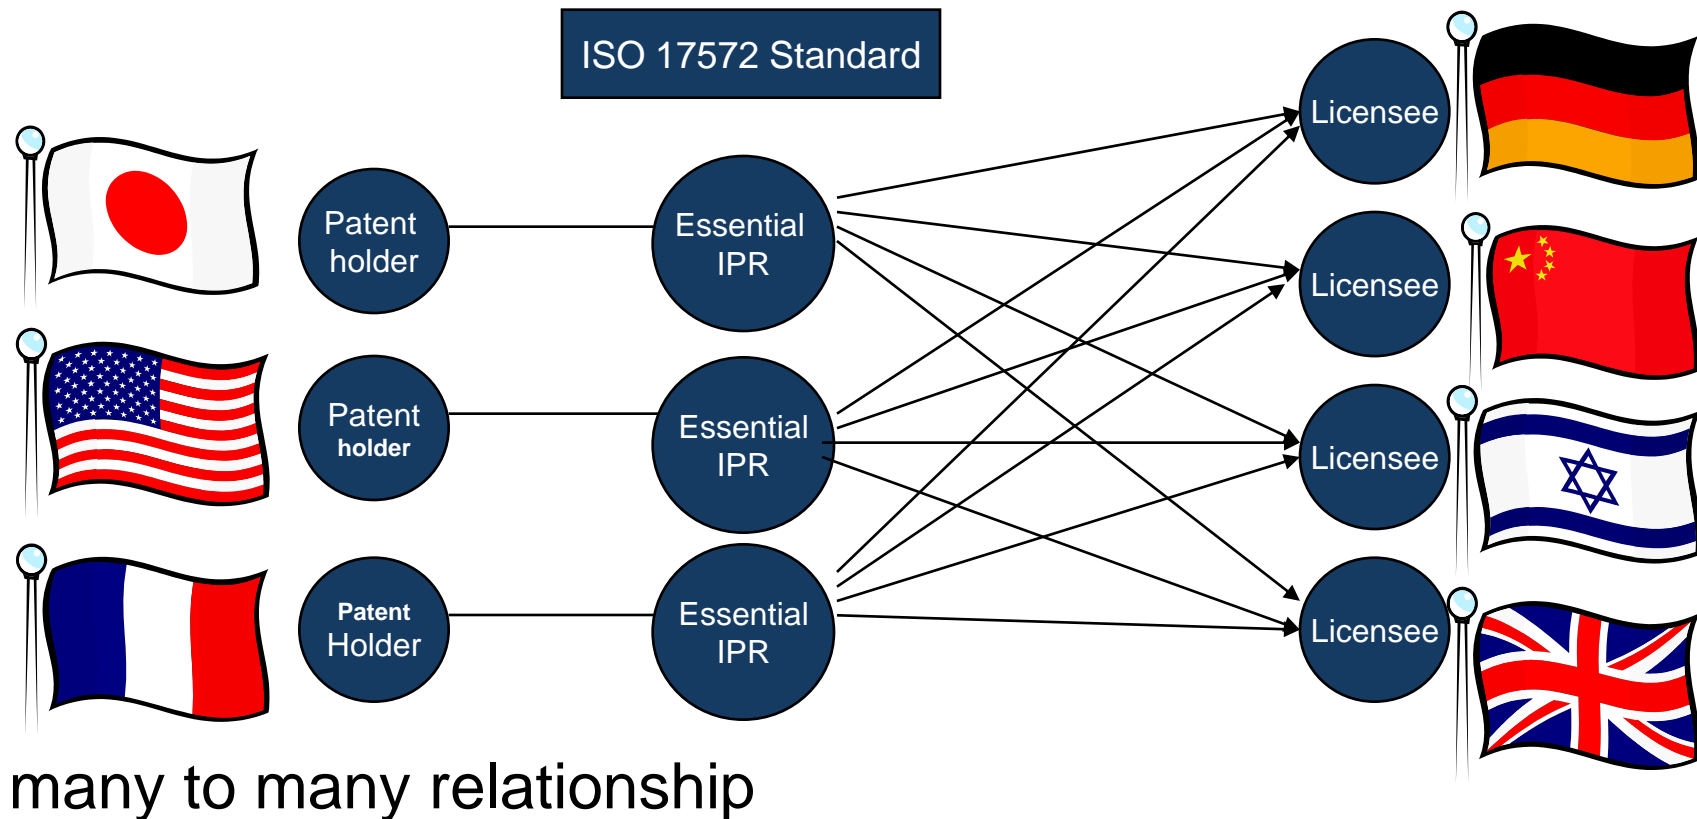 ISO 17572 Standard
Licensee
Patent
holder
Essential
IPR
Licensee
Patent
holder
Essential
IPR
Licensee
Patent
Holder
Essential
IPR
Licensee
many to many relationship